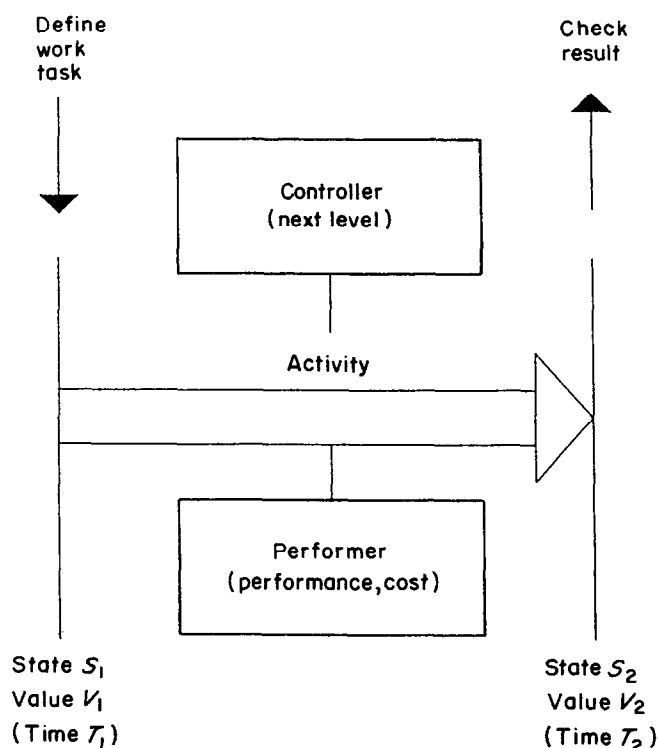 Define
work
task
Check
result
Controller
(next level)
Activity
Performer
(performance,cost)
State S₁
Value V₁
(Time T₁)
State S₂
Value V₂
(Time T₂)